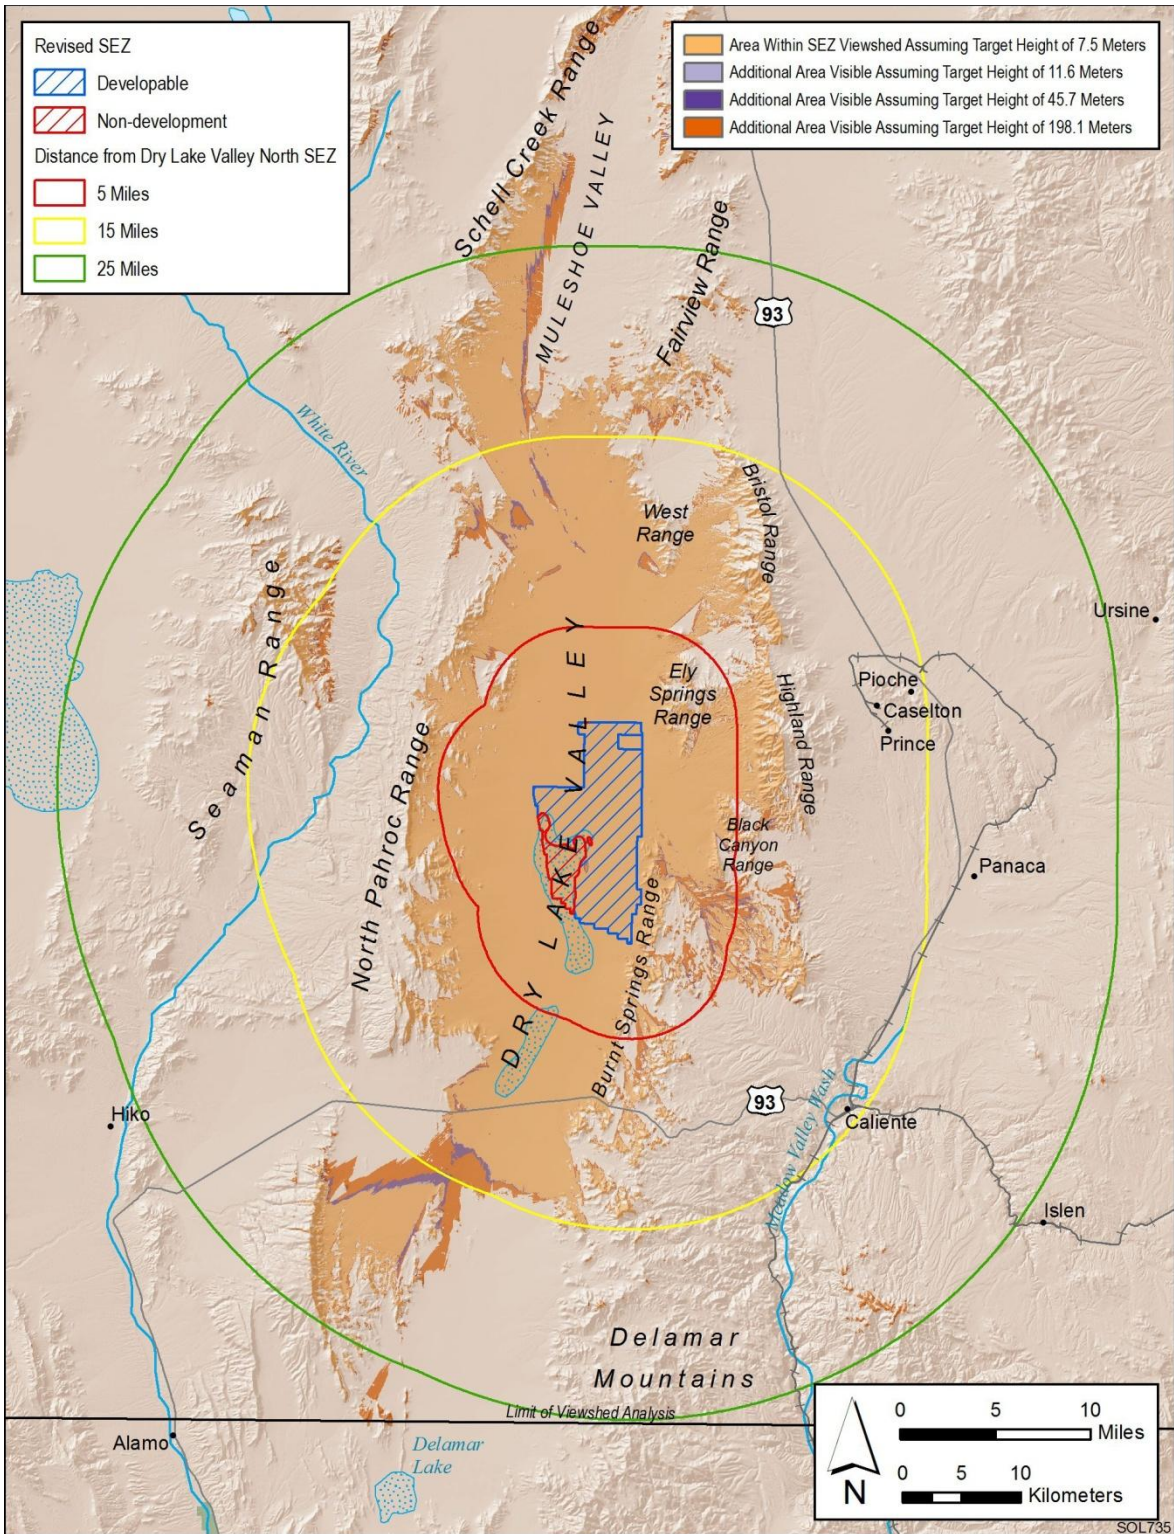 Revised SEZ
Developable
Non-development
Distance from Dry Lake Valley North SEZ
5 Miles
15 Miles
25 Miles
Area Within SEZ Viewshed Assuming Target Height of 7.5 Meters
Additional Area Visible Assuming Target Height of 11.6 Meters
Additional Area Visible Assuming Target Height of 45.7 Meters
Additional Area Visible Assuming Target Height of 198.1 Meters
Schell Creek Range
MULESHOE VALLEY
Fairview Range
93
White River
Bristol Range
West
Range
Seaman Range
Ursine
Ely
Springs
Range
Pioche
Caselton
Prince
Highland Range
North Pahroc Range
DRY LAKE VALLEY
Black
Canyon
Range
Panaca
Burnt Springs Range
93
Hiko
Meadow Valley Wash
Caliente
Islen
Delamar
Mountains
Limit of Viewshed Analysis
Alamo
Delamar
Lake
N
0 5 10
Miles
0 5 10
Kilometers
SOL735